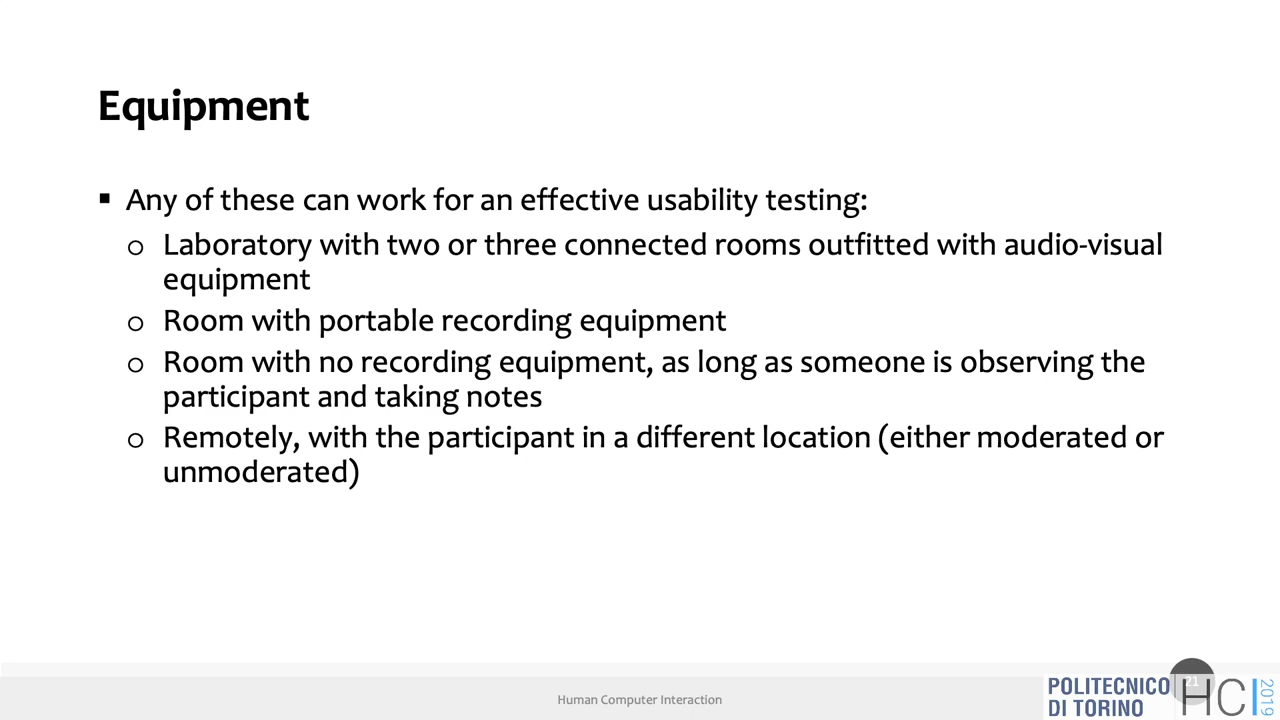 Equipment
▪ Any of these can work for an effective usability testing:
o Laboratory with two or three connected rooms outfitted with audio-visual
equipment
o Room with portable recording equipment
o Room with no recording equipment, as long as someone is observing the
participant and taking notes
o Remotely, with the participant in a different location (either moderated or
unmoderated)
Human Computer Interaction
POLITECNICO
DI TORINO
21
HCI
2019